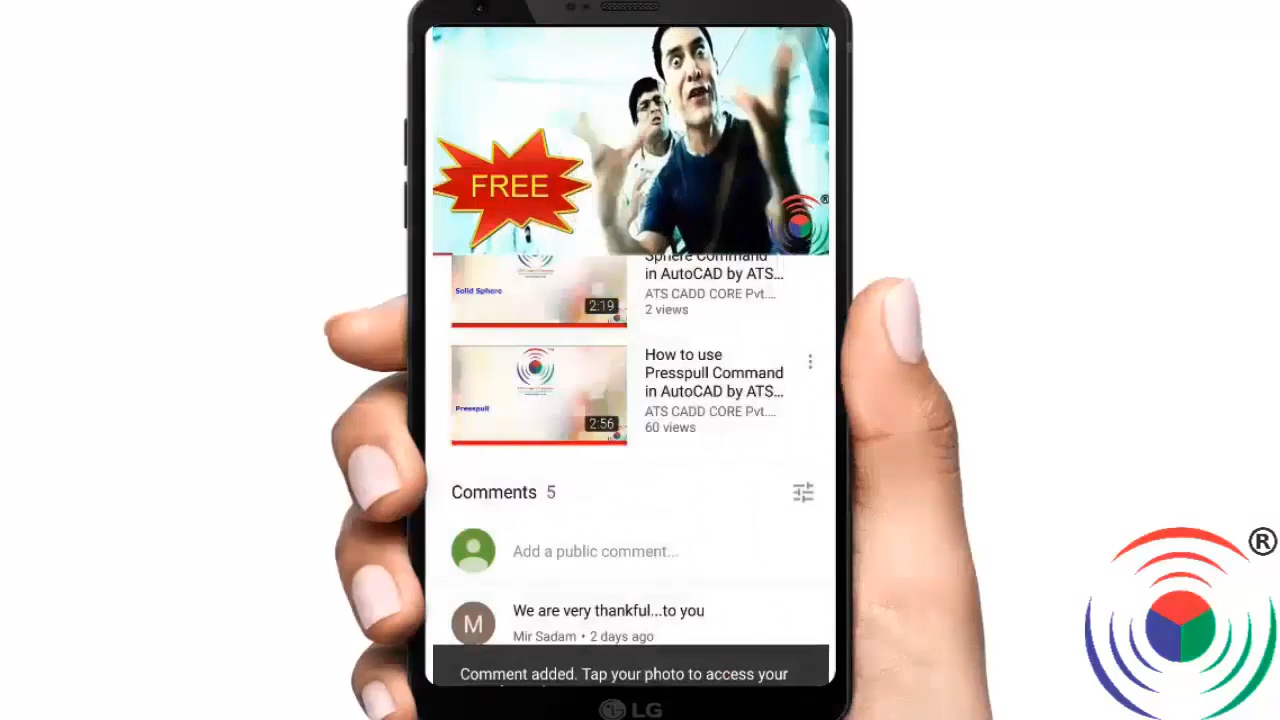 FREE
®
Sphere Command
in AutoCAD by ATS...
ATS CADD CORE Pvt....
2 views
Solid Sphere
2:19
How to use
Presspull Command
in AutoCAD by ATS...
ATS CADD CORE Pvt....
60 views
Presspull
2:56
Comments 5
Add a public comment...
M
We are very thankful...to you
Mir Sadam • 2 days ago
Comment added. Tap your photo to access your
LG
®